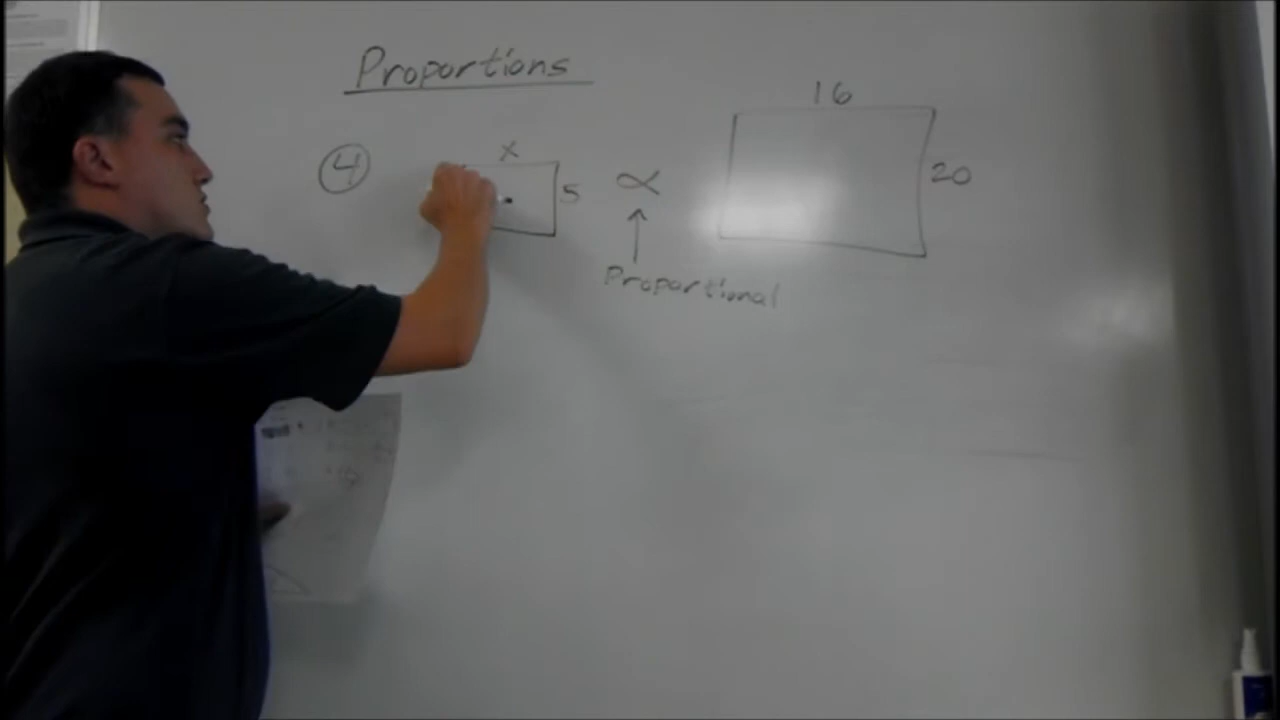 Proportions
16
④ x 5 ∝ 20
↑
Proportional